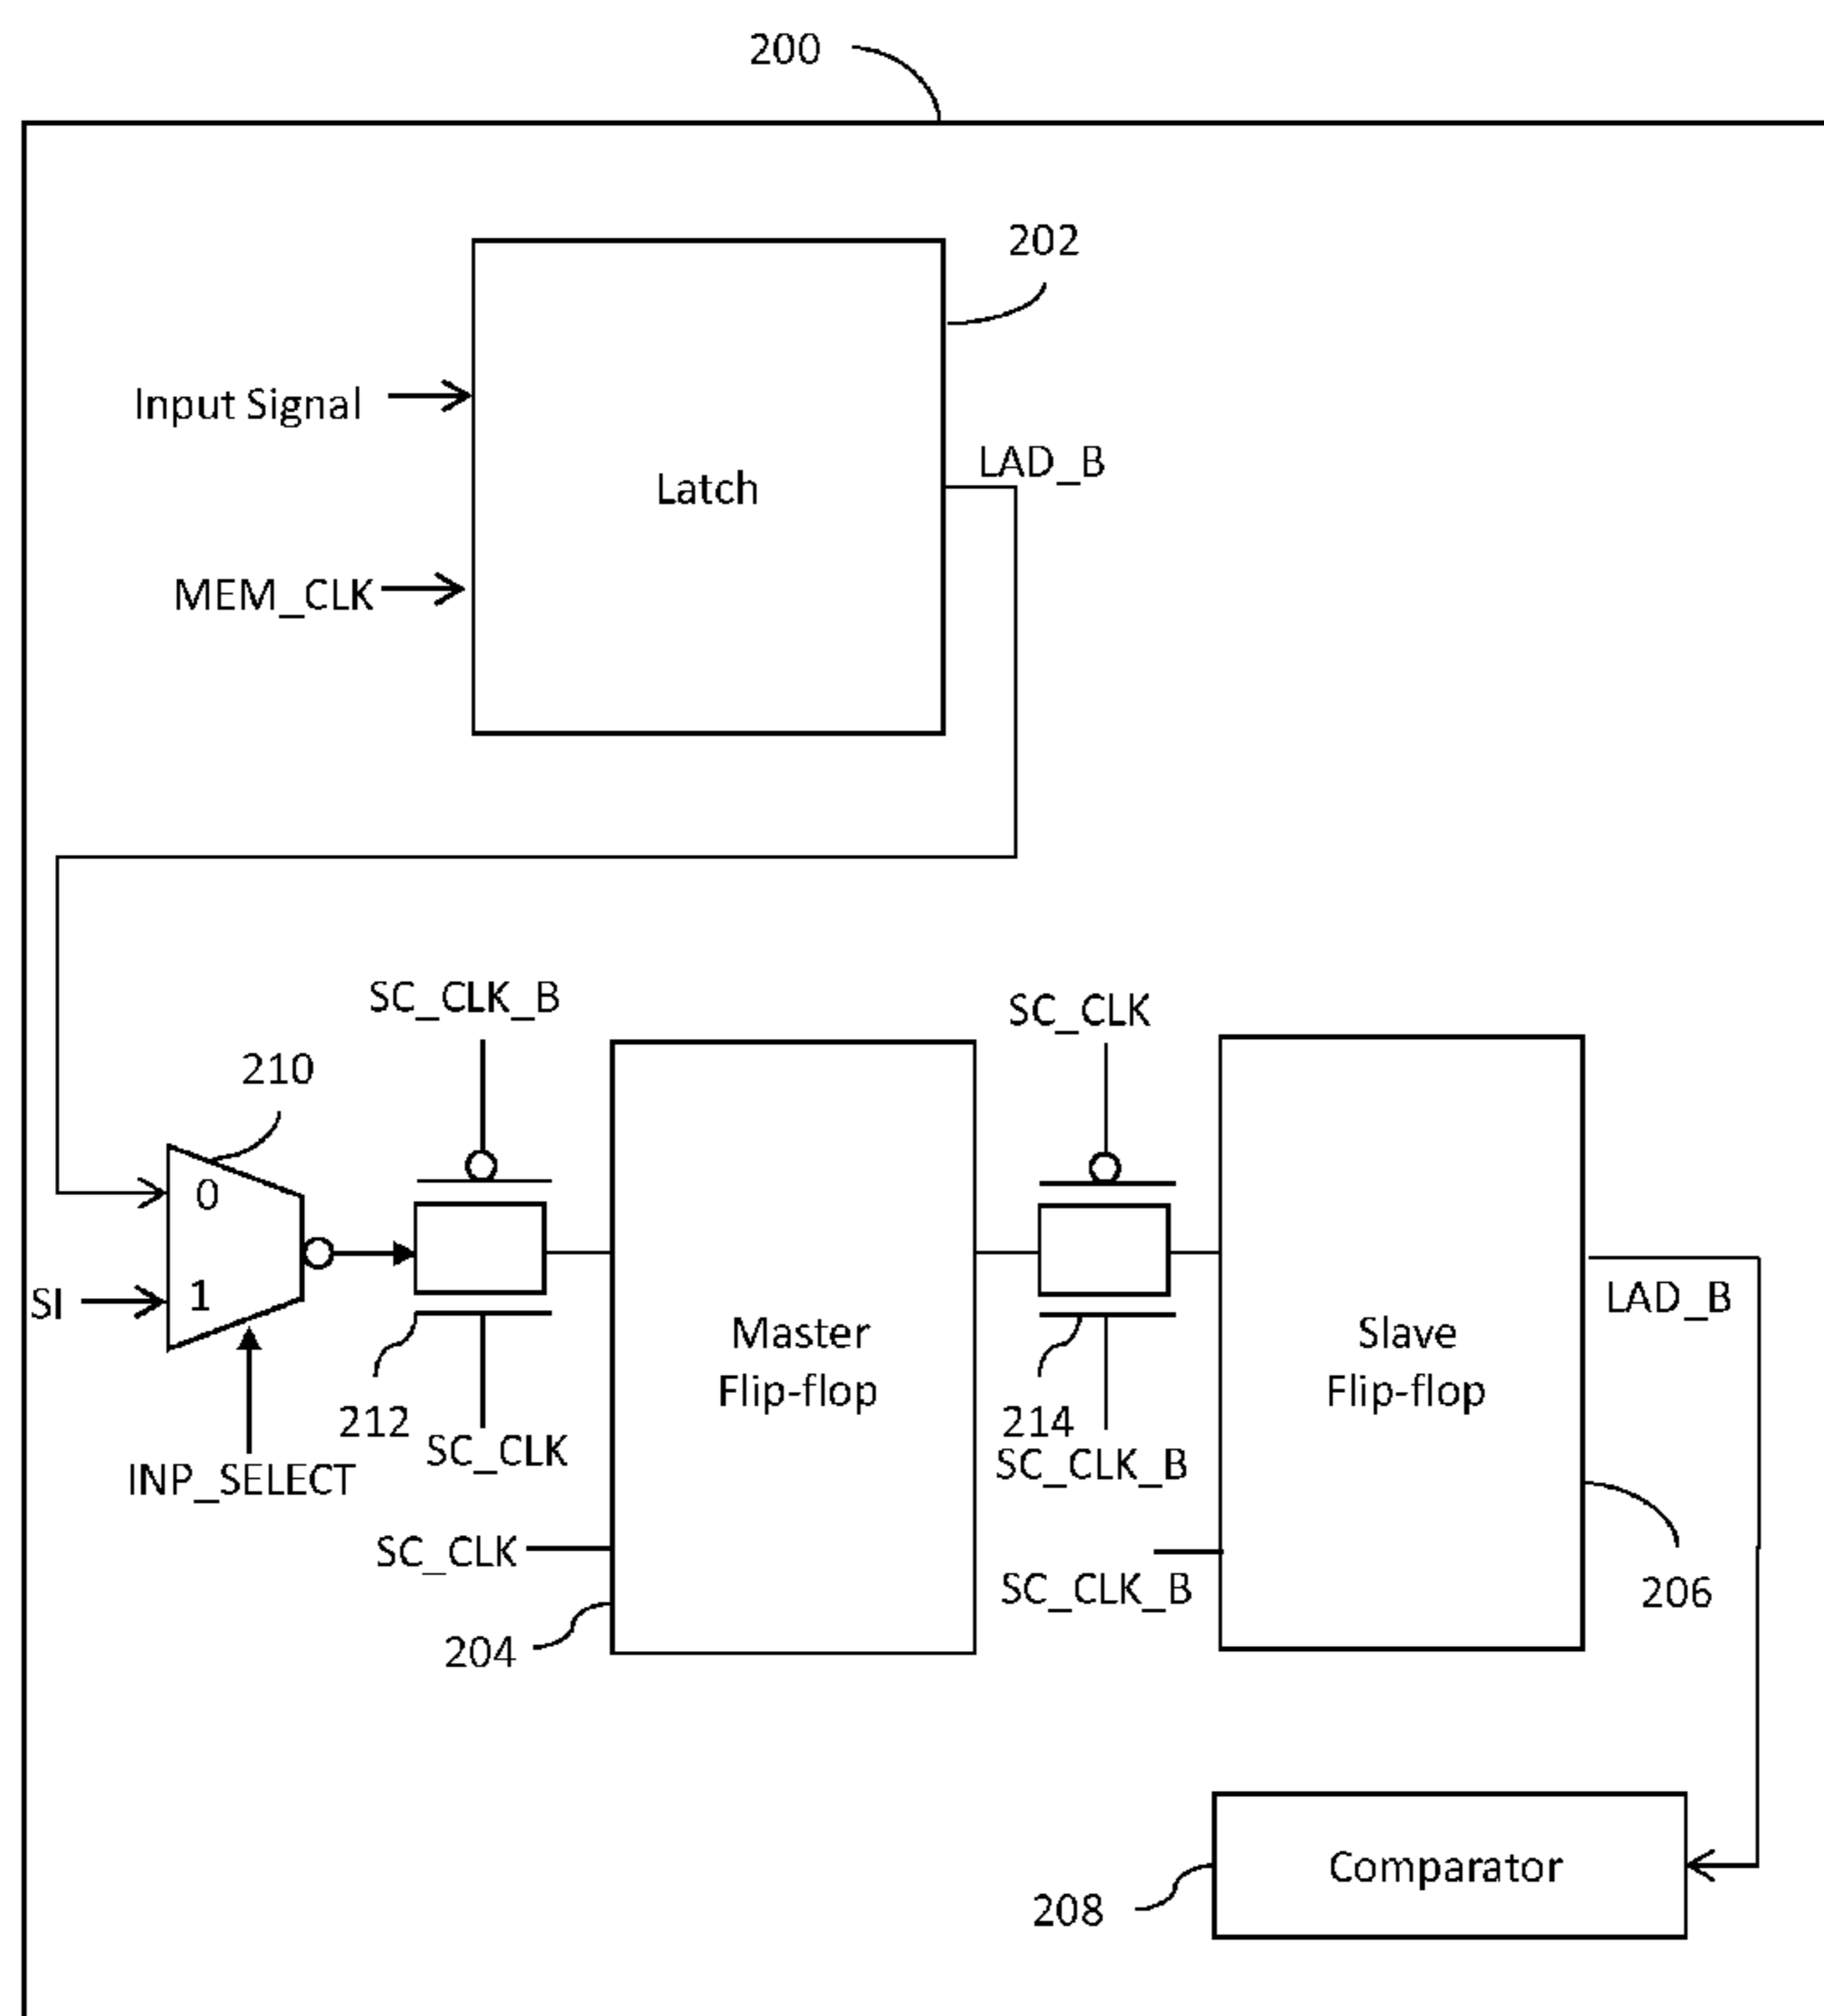 200
202
Input Signal
LAD_B
Latch
MEM_CLK
SC_CLK_B
SC_CLK
210
0
1
SI
LAD_B
Master
Flip-flop
Slave
Flip-flop
212
SC_CLK
214
SC_CLK_B
INP_SELECT
SC_CLK
SC_CLK_B
206
204
Comparator
208